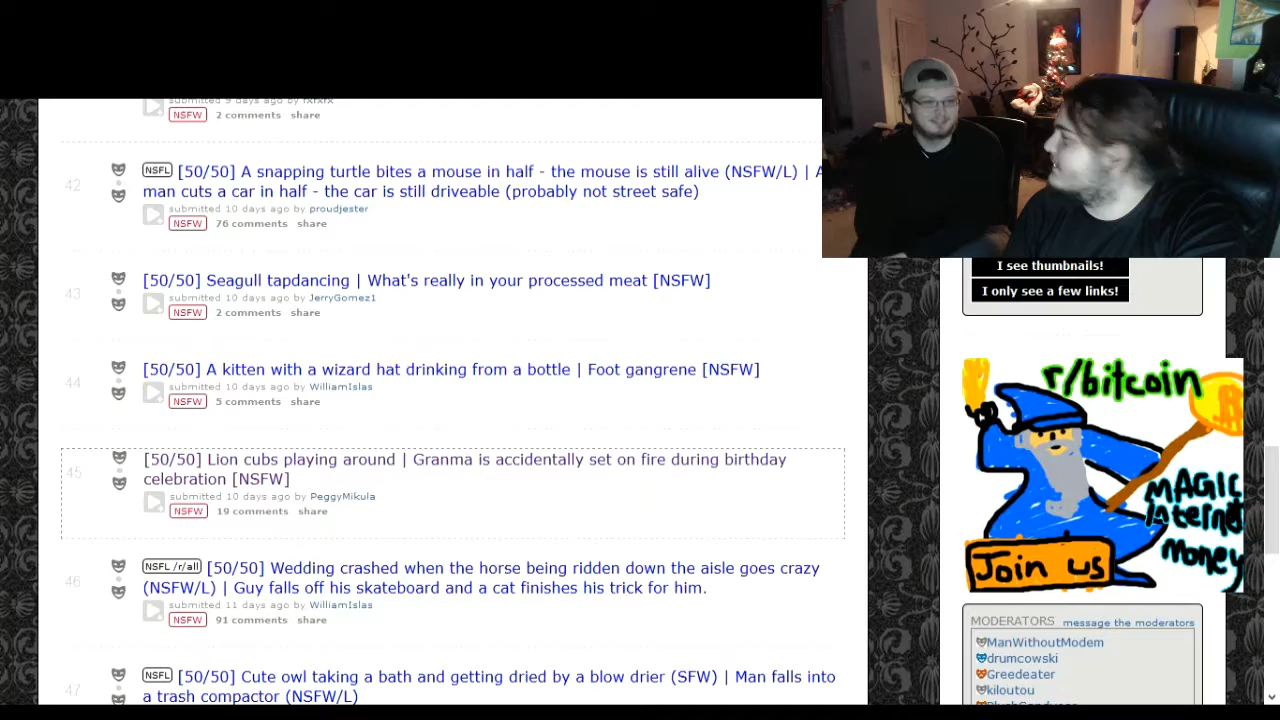 submitted 9 days ago by rxrxrx
NSFW 2 comments share
42
NSFL [50/50] A snapping turtle bites a mouse in half - the mouse is still alive (NSFW/L) | A
man cuts a car in half - the car is still driveable (probably not street safe)
submitted 10 days ago by proudjester
NSFW 76 comments share
43
[50/50] Seagull tapdancing | What's really in your processed meat [NSFW]
submitted 10 days ago by JerryGomez1
NSFW 2 comments share
44
[50/50] A kitten with a wizard hat drinking from a bottle | Foot gangrene [NSFW]
submitted 10 days ago by WilliamIslas
NSFW 5 comments share
45
[50/50] Lion cubs playing around | Granma is accidentally set on fire during birthday
celebration [NSFW]
submitted 10 days ago by PeggyMikula
NSFW 19 comments share
46
NSFL /r/all [50/50] Wedding crashed when the horse being ridden down the aisle goes crazy
(NSFW/L) | Guy falls off his skateboard and a cat finishes his trick for him.
submitted 11 days ago by WilliamIslas
NSFW 91 comments share
47
NSFL [50/50] Cute owl taking a bath and getting dried by a blow drier (SFW) | Man falls into
a trash compactor (NSFW/L)
I see thumbnails!
I only see a few links!
r/bitcoin
MAGIC
internet
money
Join us
MODERATORS message the moderators
ManWithoutModem
drumcowski
Greedeater
kiloutou